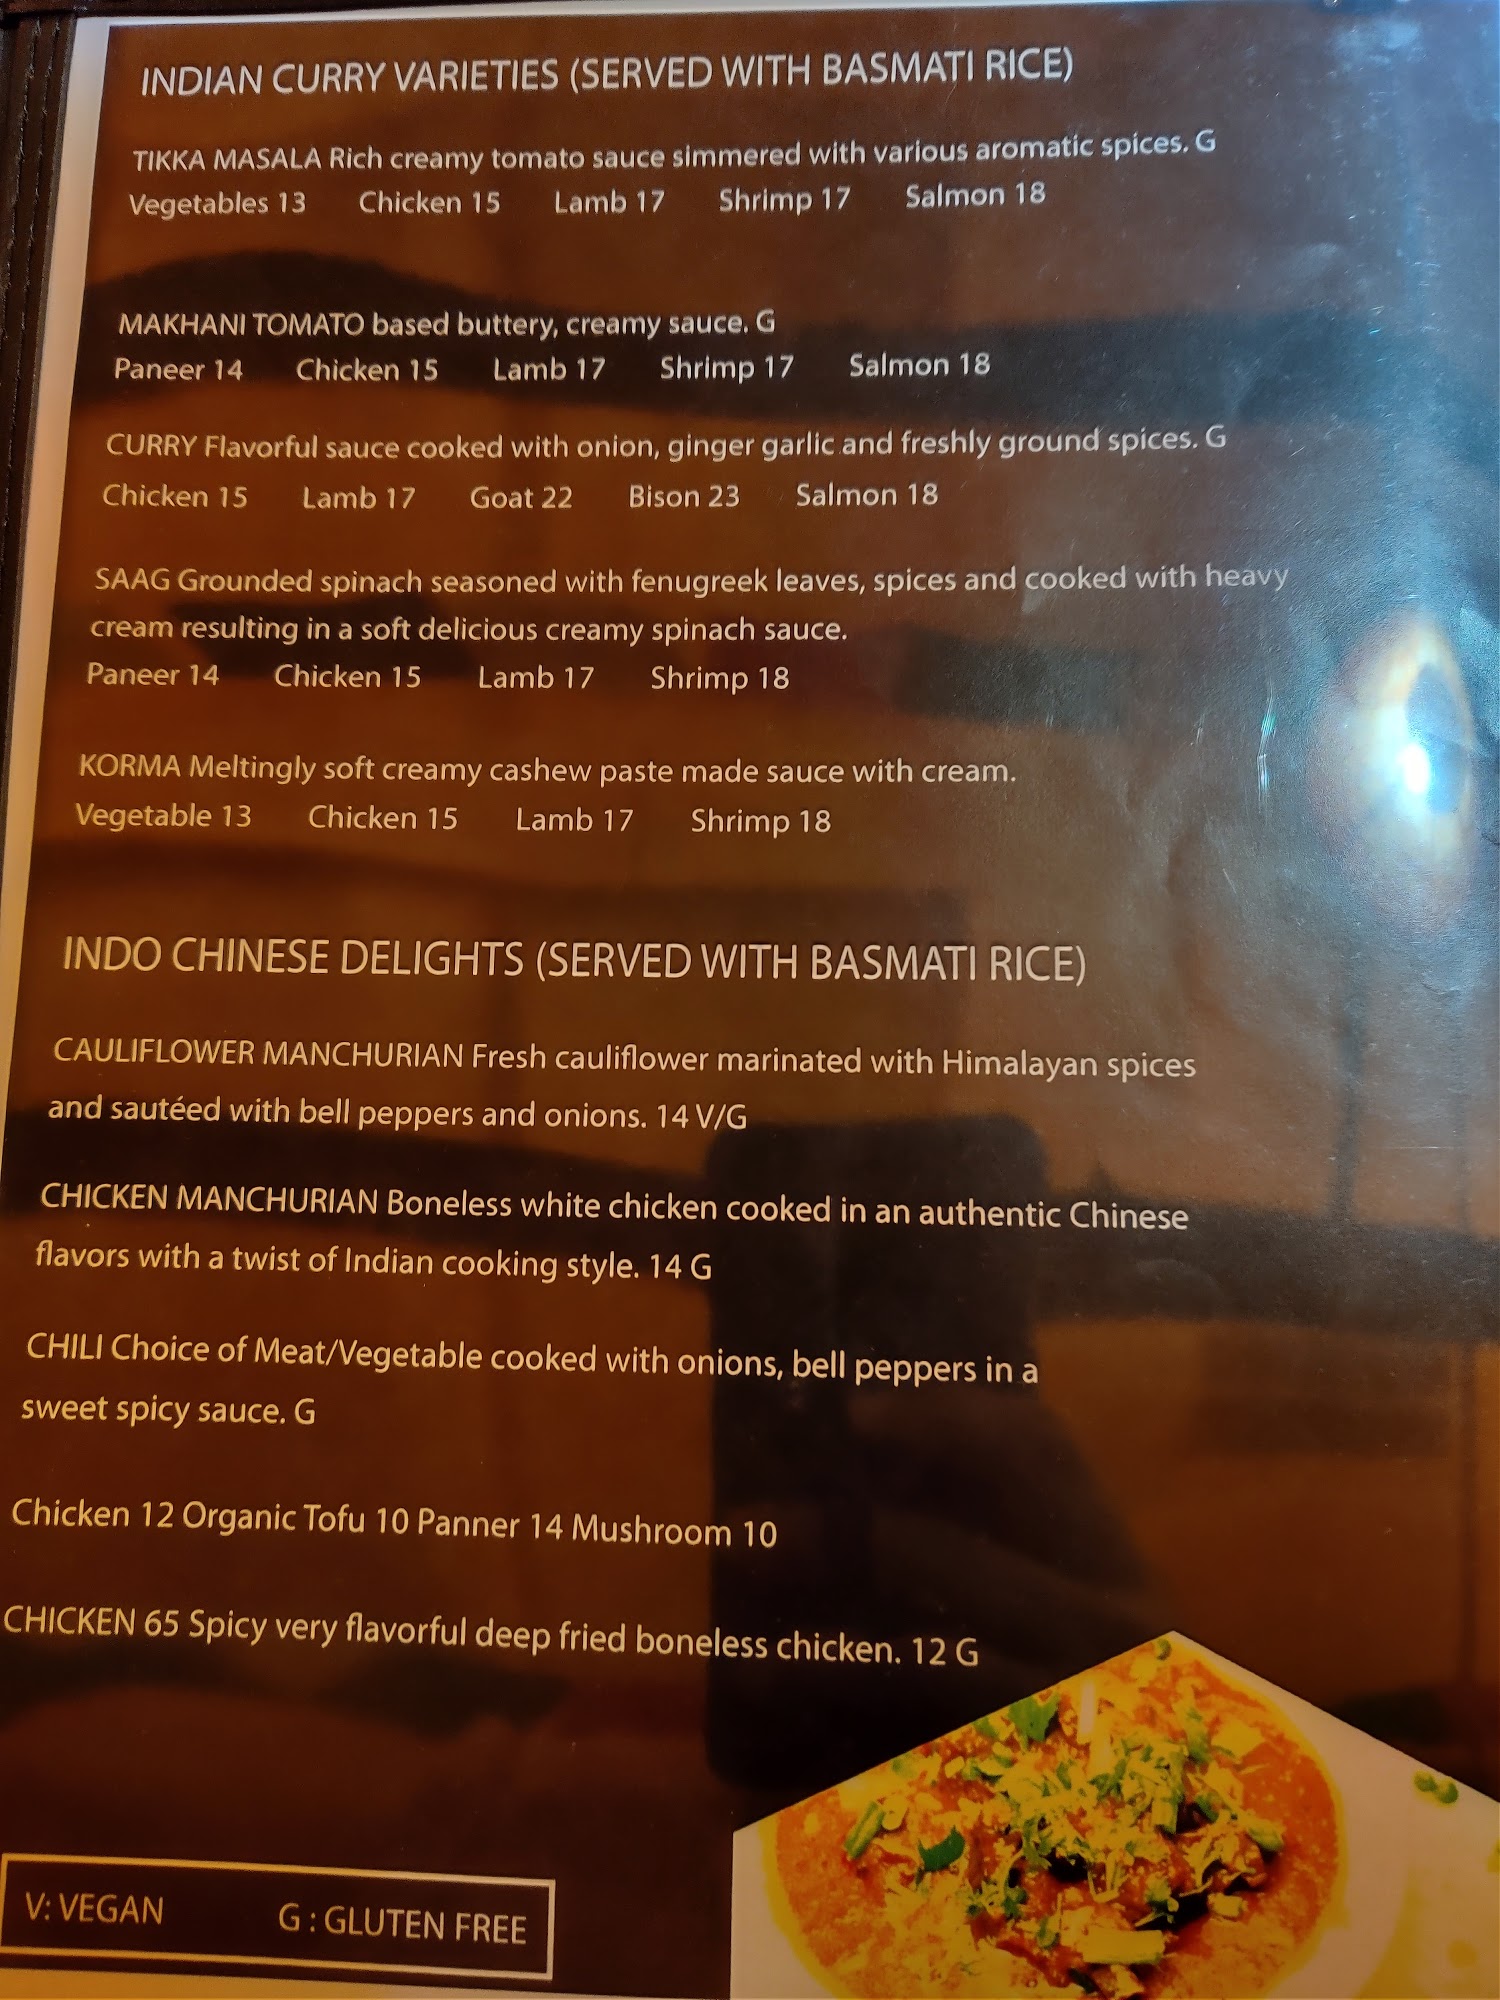 INDIAN CURRY VARIETIES (SERVED WITH BASMATI RICE)
TIKKA MASALA Rich creamy tomato sauce simmered with various aromatic spices. G
Vegetables 13 Chicken 15 Lamb 17 Shrimp 17 Salmon 18
MAKHANI TOMATO based buttery, creamy sauce. G
Paneer 14 Chicken 15 Lamb 17 Shrimp 17 Salmon 18
CURRY Flavorful sauce cooked with onion, ginger garlic and freshly ground spices. G
Chicken 15 Lamb 17 Goat 22 Bison 23 Salmon 18
SAAG Grounded spinach seasoned with fenugreek leaves, spices and cooked with heavy
cream resulting in a soft delicious creamy spinach sauce.
Paneer 14 Chicken 15 Lamb 17 Shrimp 18
KORMA Meltingly soft creamy cashew paste made sauce with cream.
Vegetable 13 Chicken 15 Lamb 17 Shrimp 18
INDO CHINESE DELIGHTS (SERVED WITH BASMATI RICE)
CAULIFLOWER MANCHURIAN Fresh cauliflower marinated with Himalayan spices
and sautéed with bell peppers and onions. 14 V/G
CHICKEN MANCHURIAN Boneless white chicken cooked in an authentic Chinese
flavors with a twist of Indian cooking style. 14 G
CHILI Choice of Meat/Vegetable cooked with onions, bell peppers in a
sweet spicy sauce. G
Chicken 12 Organic Tofu 10 Panner 14 Mushroom 10
CHICKEN 65 Spicy very flavorful deep fried boneless chicken. 12 G
V: VEGAN G : GLUTEN FREE